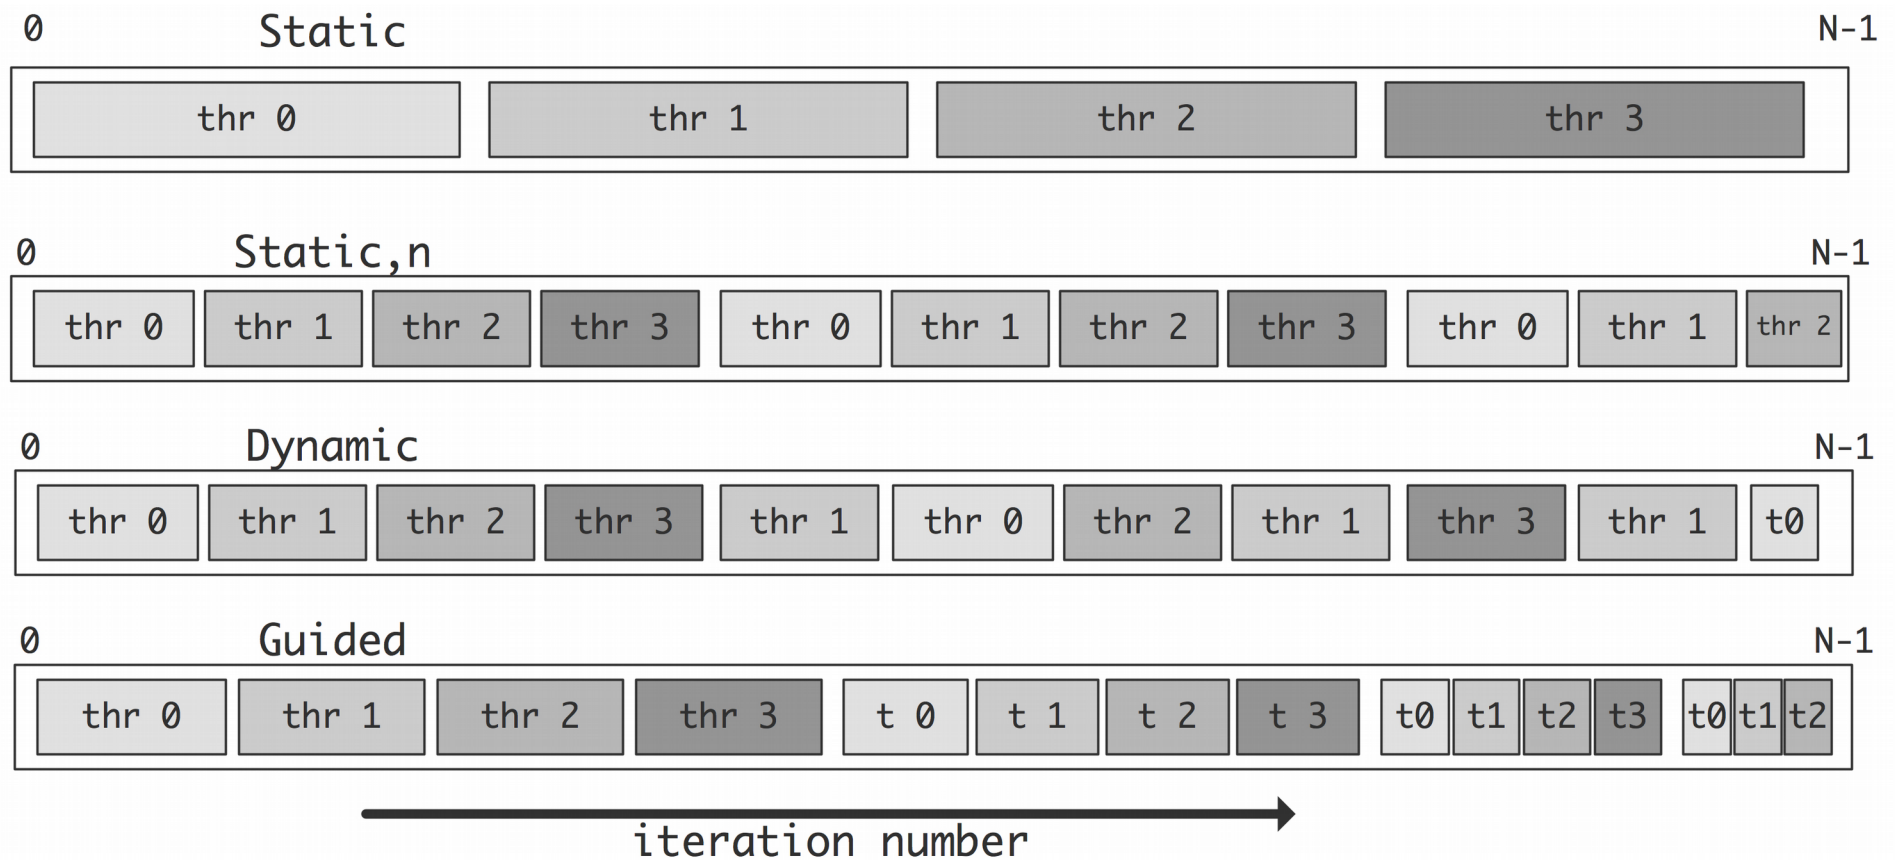 0 Static N-1
thr 0 thr 1 thr 2 thr 3
0 Static,n N-1
thr 0 thr 1 thr 2 thr 3 thr 0 thr 1 thr 2 thr 3 thr 0 thr 1 thr 2
0 Dynamic N-1
thr 0 thr 1 thr 2 thr 3 thr 1 thr 0 thr 2 thr 1 thr 3 thr 1 t0
0 Guided N-1
thr 0 thr 1 thr 2 thr 3 t 0 t 1 t 2 t 3 t0 t1 t2 t3 t0 t1 t2
iteration number